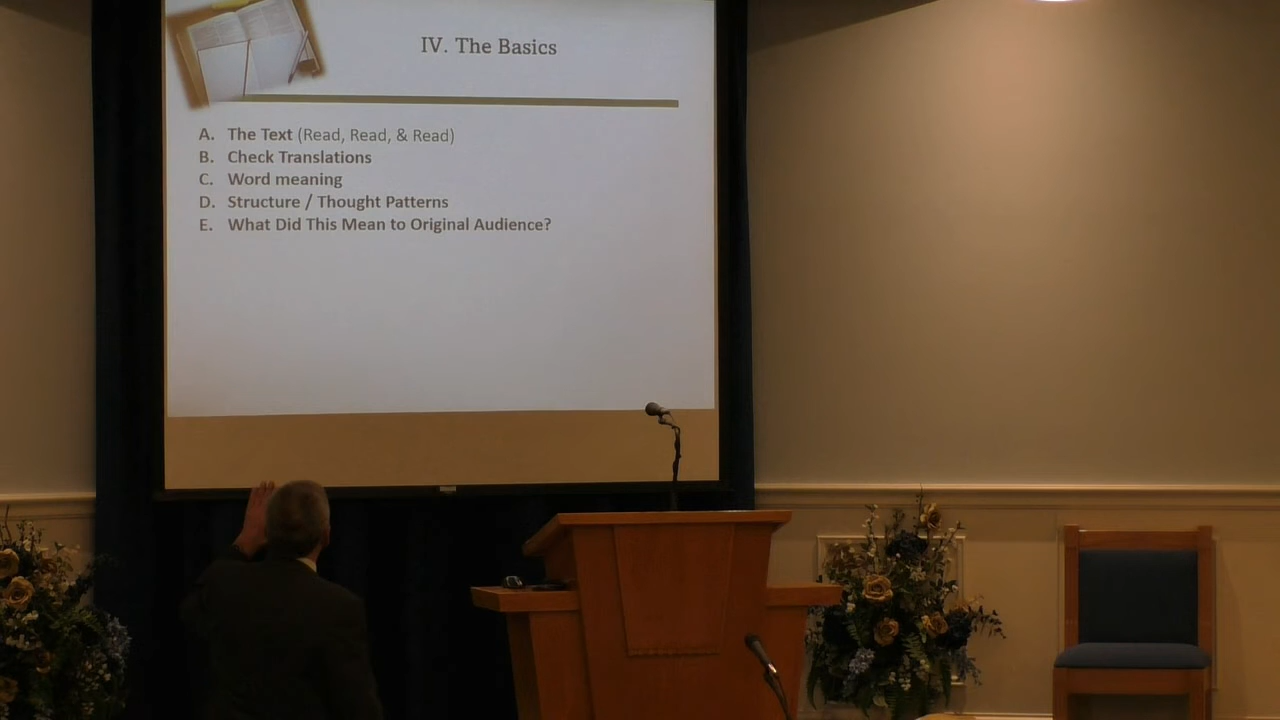 IV. The Basics
A. The Text (Read, Read, & Read)
B. Check Translations
C. Word meaning
D. Structure / Thought Patterns
E. What Did This Mean to Original Audience?